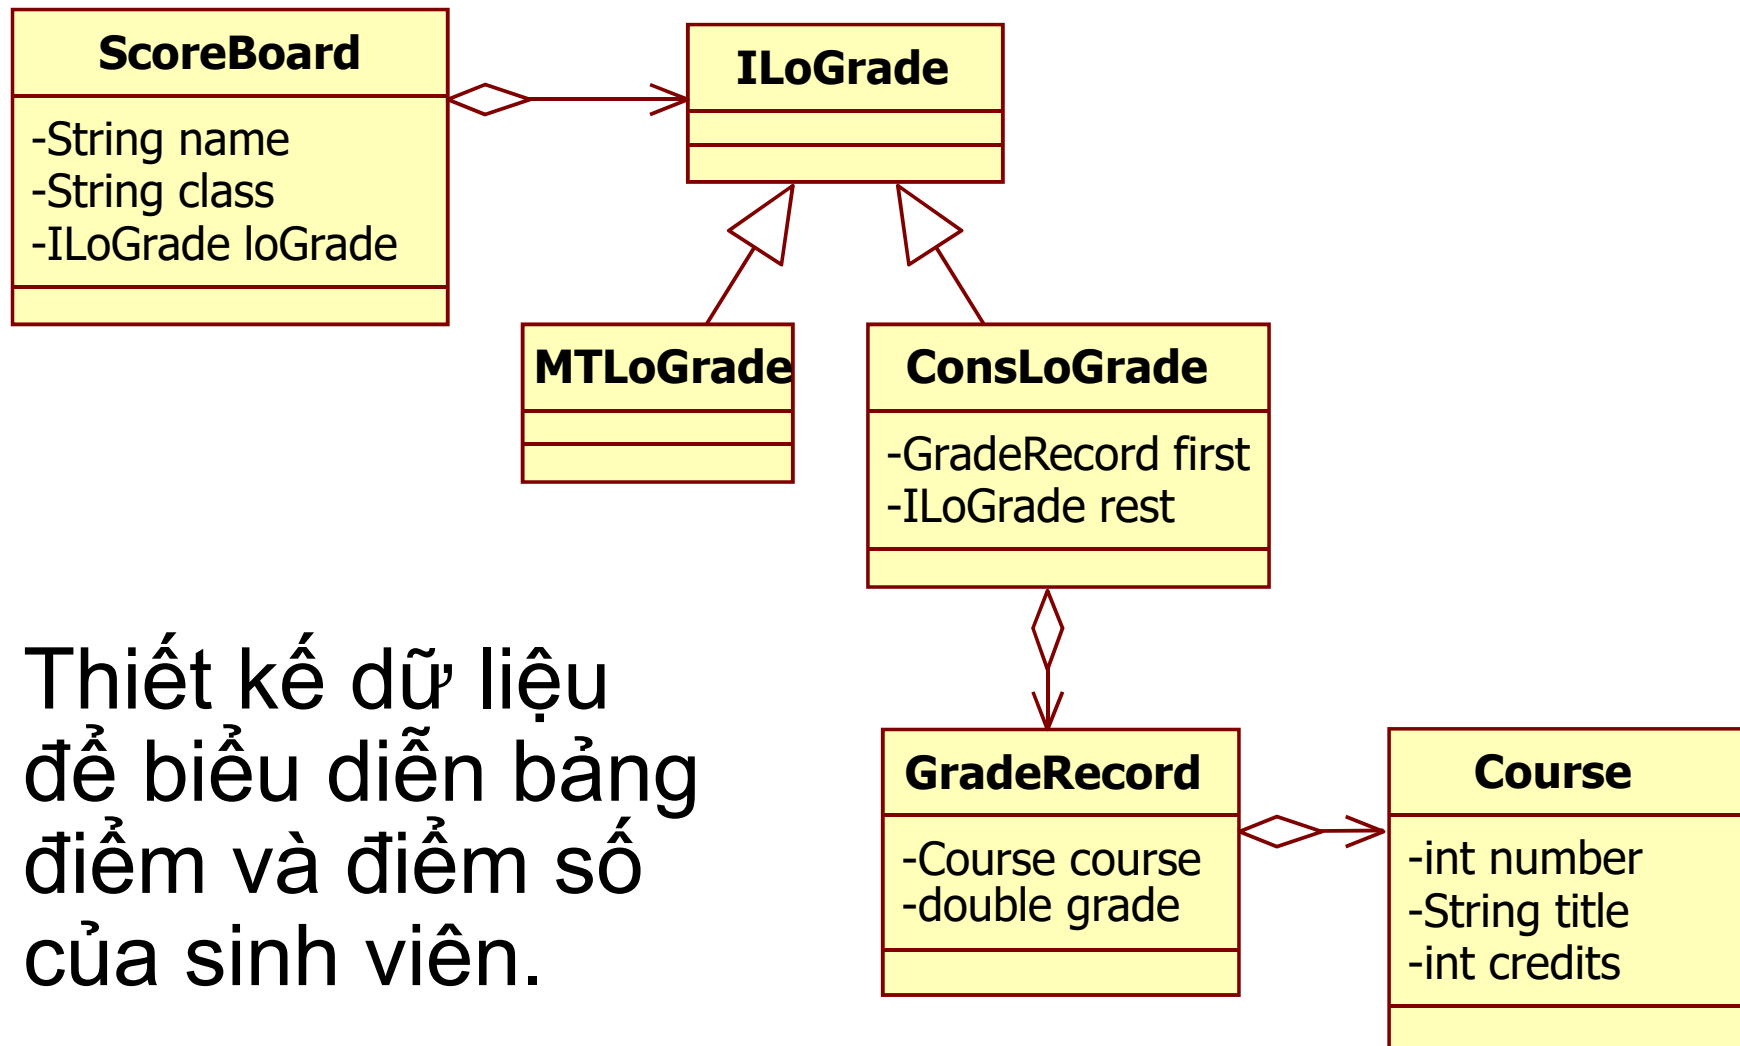 ScoreBoard
-String name
-String class
-ILoGrade loGrade
ILoGrade
MTLoGrade
ConsLoGrade
-GradeRecord first
-ILoGrade rest
Thiết kế dữ liệu
để biểu diễn bảng
điểm và điểm số
của sinh viên.
GradeRecord
-Course course
-double grade
Course
-int number
-String title
-int credits